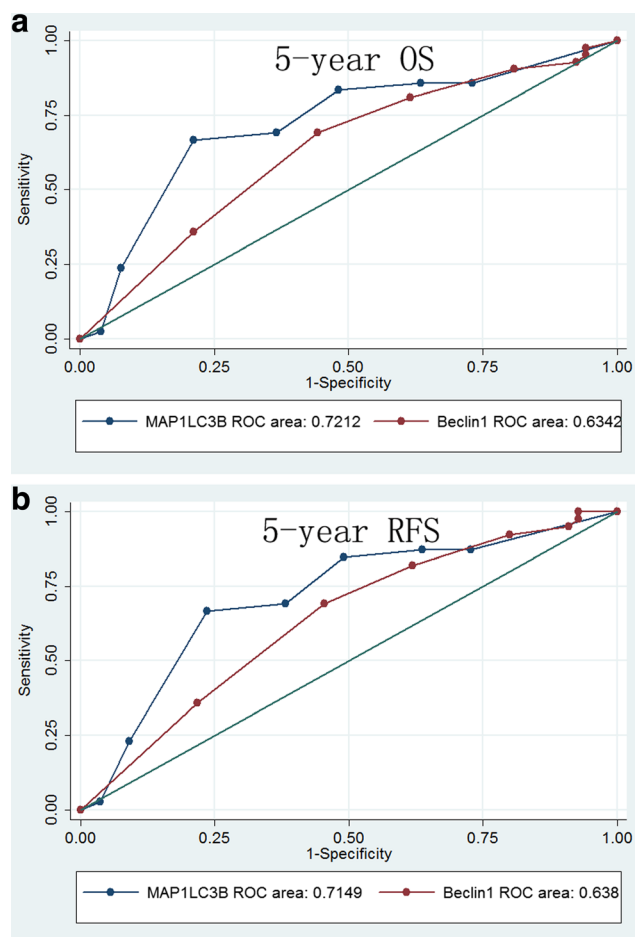 a
5-year OS
1.00
0.75
0.50
0.25
0.00
Sensitivity
0.00 0.25 0.50 0.75 1.00
1-Specificity
MAP1LC3B ROC area: 0.7212 Beclin1 ROC area: 0.6342
b
5-year RFS
1.00
0.75
0.50
0.25
0.00
Sensitivity
0.00 0.25 0.50 0.75 1.00
1-Specificity
MAP1LC3B ROC area: 0.7149 Beclin1 ROC area: 0.638